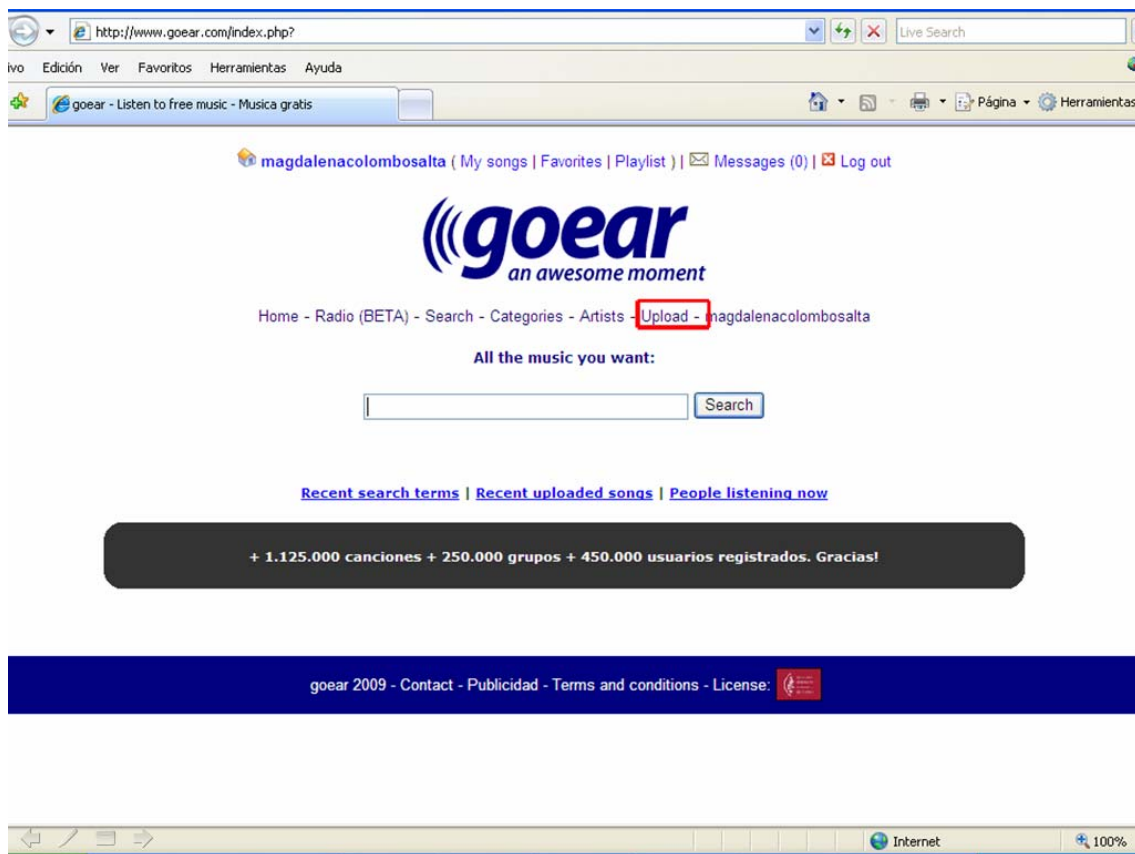 http://www.goear.com/index.php?
Live Search
ivo Edición Ver Favoritos Herramientas Ayuda
goear - Listen to free music - Musica gratis
Página
Herramientas
magdalenacolombosalta ( My songs | Favorites | Playlist ) | Messages (0) | Log out
goear
an awesome moment
Home - Radio (BETA) - Search - Categories - Artists - Upload - magdalenacolombosalta
All the music you want:
Search
Recent search terms | Recent uploaded songs | People listening now
+ 1.125.000 canciones + 250.000 grupos + 450.000 usuarios registrados. Gracias!
goear 2009 - Contact - Publicidad - Terms and conditions - License:
Internet
100%